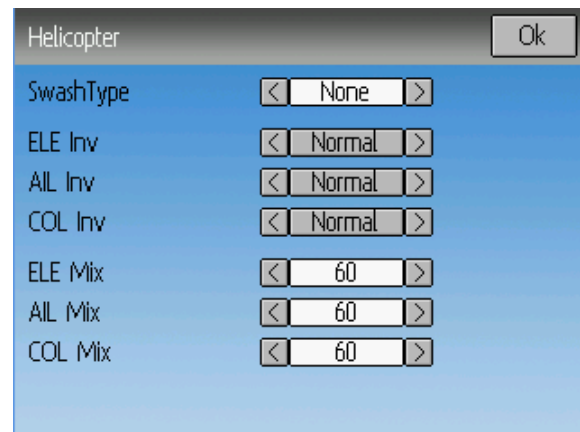 Helicopter Ok
SwashType < None >
ELE Inv < Normal >
AIL Inv < Normal >
COL Inv < Normal >
ELE Mix < 60 >
AIL Mix < 60 >
COL Mix < 60 >